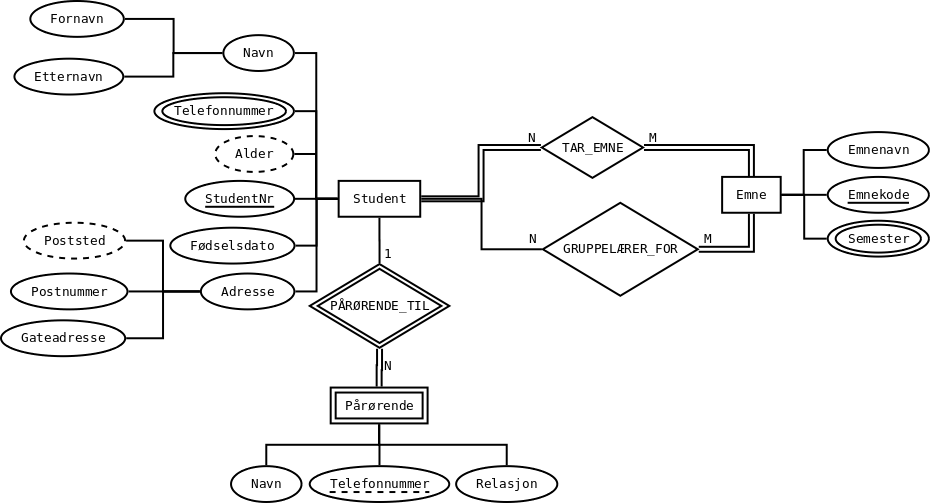 Fornavn
Navn
Etternavn
Telefonnummer
Alder
StudentNr
Poststed
Fødselsdato
Postnummer
Adresse
Gateadresse
Student
N
TAR_EMNE
M
N
GRUPPELÆRER_FOR
M
Emne
Emnenavn
Emnekode
Semester
1
PÅRØRENDE_TIL
N
Pårørende
Navn
Telefonnummer
Relasjon